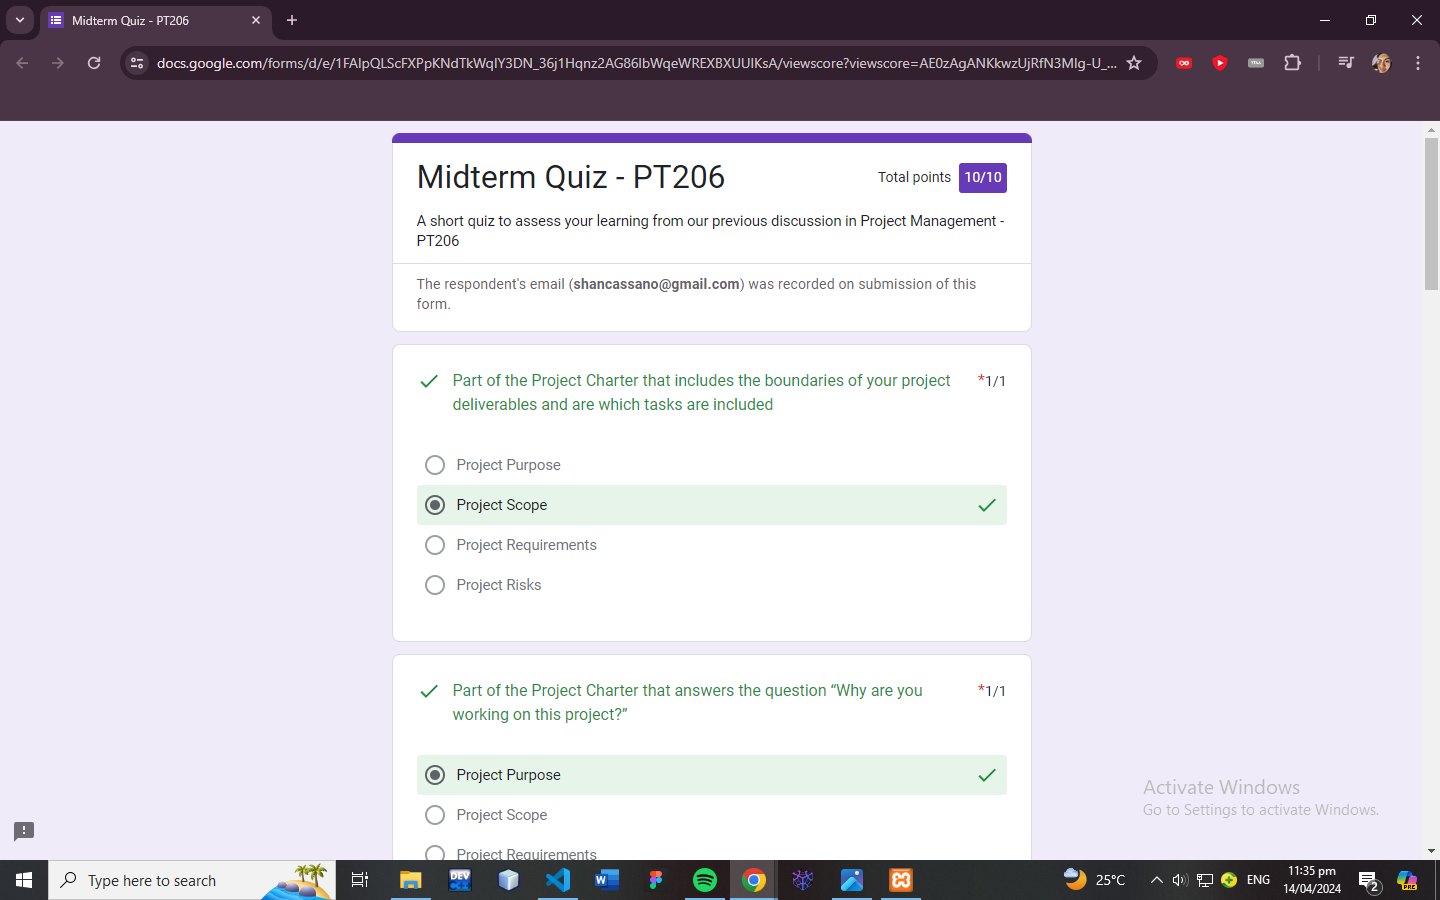 Midterm Quiz - PT206
docs.google.com/forms/d/e/1FAIpQLScFXPpKNdTkWqIY3DN_36j1Hqnz2AG86IbWqeWREXBXUUIKsA/viewscore?viewscore=AE0zAgANKkwzUjRfN3MIg-U_...
Midterm Quiz - PT206
Total points 10/10
A short quiz to assess your learning from our previous discussion in Project Management -
PT206
The respondent's email (shancassano@gmail.com) was recorded on submission of this
form.
Part of the Project Charter that includes the boundaries of your project
deliverables and are which tasks are included
*1/1
Project Purpose
Project Scope
Project Requirements
Project Risks
Part of the Project Charter that answers the question “Why are you
working on this project?”
*1/1
Project Purpose
Project Scope
Project Requirements
Activate Windows
Go to Settings to activate Windows.
Type here to search
DEV
25°C
ENG
11:35 pm
14/04/2024
2
PRE